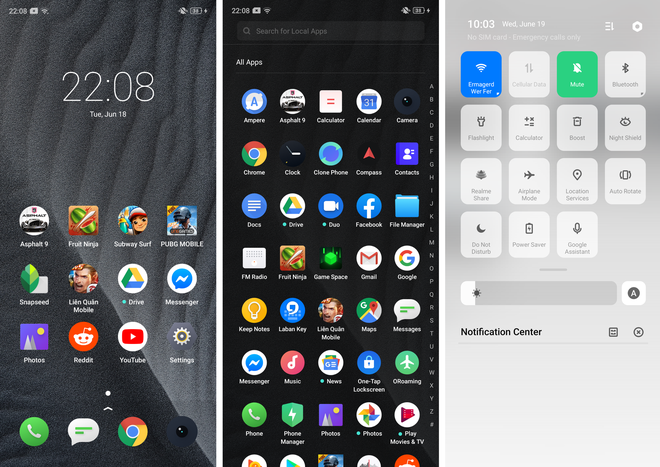 22:08
22:08
Tue, Jun 18
Asphalt 9
Fruit Ninja
Subway Surf
PUBG MOBILE
Snapseed
Liên Quân
Mobile
Drive
Messenger
Photos
Reddit
YouTube
Settings
22:08
Search for Local Apps
All Apps
Ampere
Asphalt 9
Calculator
Calendar
Camera
Chrome
Clock
Clone Phone
Compass
Contacts
Docs
Drive
Duo
Facebook
File Manager
FM Radio
Fruit Ninja
Game Space
Gmail
Google
Keep Notes
Laban Key
Liên Quân
Mobile
Maps
Messages
Messenger
Music
News
One-Tap
Lockscreen
ORoaming
Phone
Phone
Manager
Photos
Photos
Play
Movies & TV
A
B
C
D
E
F
G
H
I
J
K
L
M
N
O
P
Q
R
S
T
U
V
W
X
Y
Z
#
10:03 Wed, June 19
No SIM card - Emergency calls only
Ermagerd
Wer Fer
Cellular Data
Mute
Bluetooth
Flashlight
Calculator
Boost
Night Shield
Realme
Share
Airplane
Mode
Location
Services
Auto Rotate
Do Not
Disturb
Power Saver
Google
Assistant
A
Notification Center